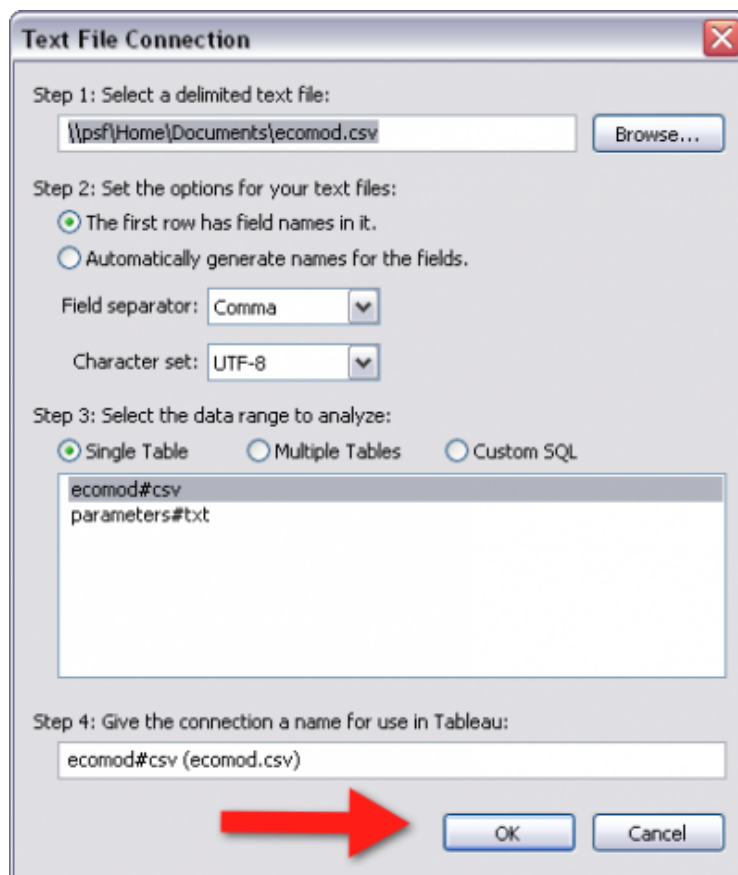 Text File Connection
Step 1: Select a delimited text file:
\\psf\Home\Documents\ecomod.csv
Browse...
Step 2: Set the options for your text files:
The first row has field names in it.
Automatically generate names for the fields.
Field separator: Comma
Character set: UTF-8
Step 3: Select the data range to analyze:
Single Table Multiple Tables Custom SQL
ecomod#csv
parameters#txt
Step 4: Give the connection a name for use in Tableau:
ecomod#csv (ecomod.csv)
OK Cancel